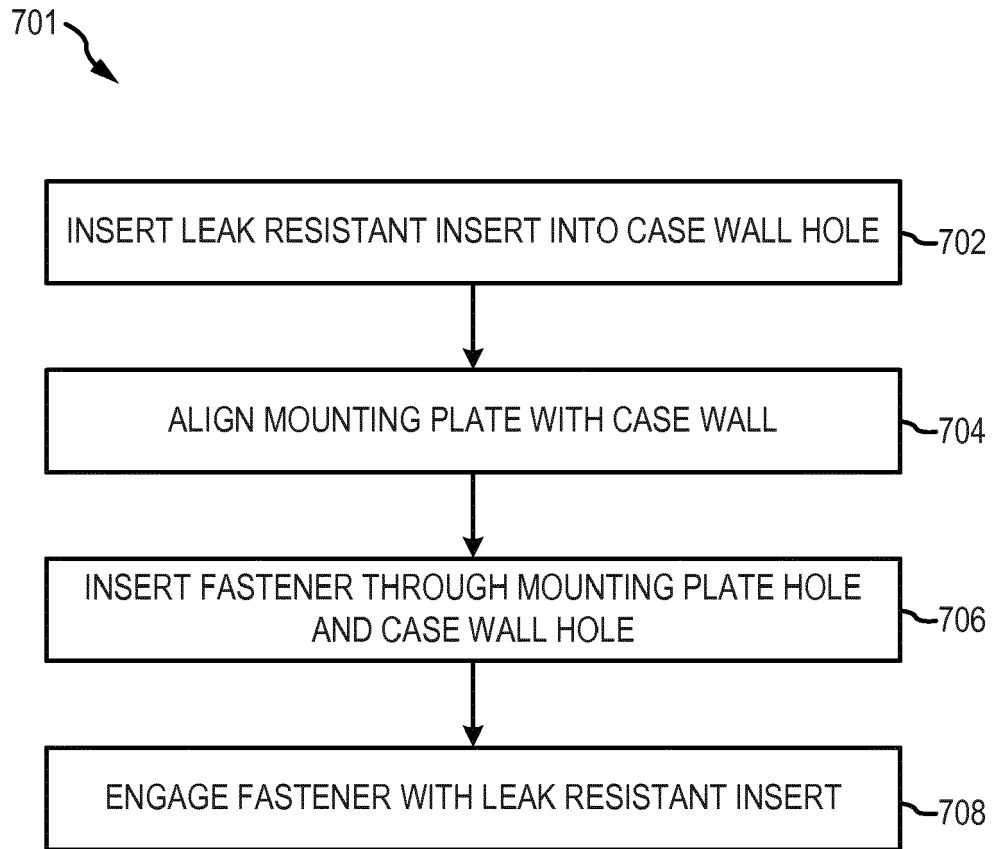 701
INSERT LEAK RESISTANT INSERT INTO CASE WALL HOLE
702
ALIGN MOUNTING PLATE WITH CASE WALL
704
INSERT FASTENER THROUGH MOUNTING PLATE HOLE
AND CASE WALL HOLE
706
ENGAGE FASTENER WITH LEAK RESISTANT INSERT
708